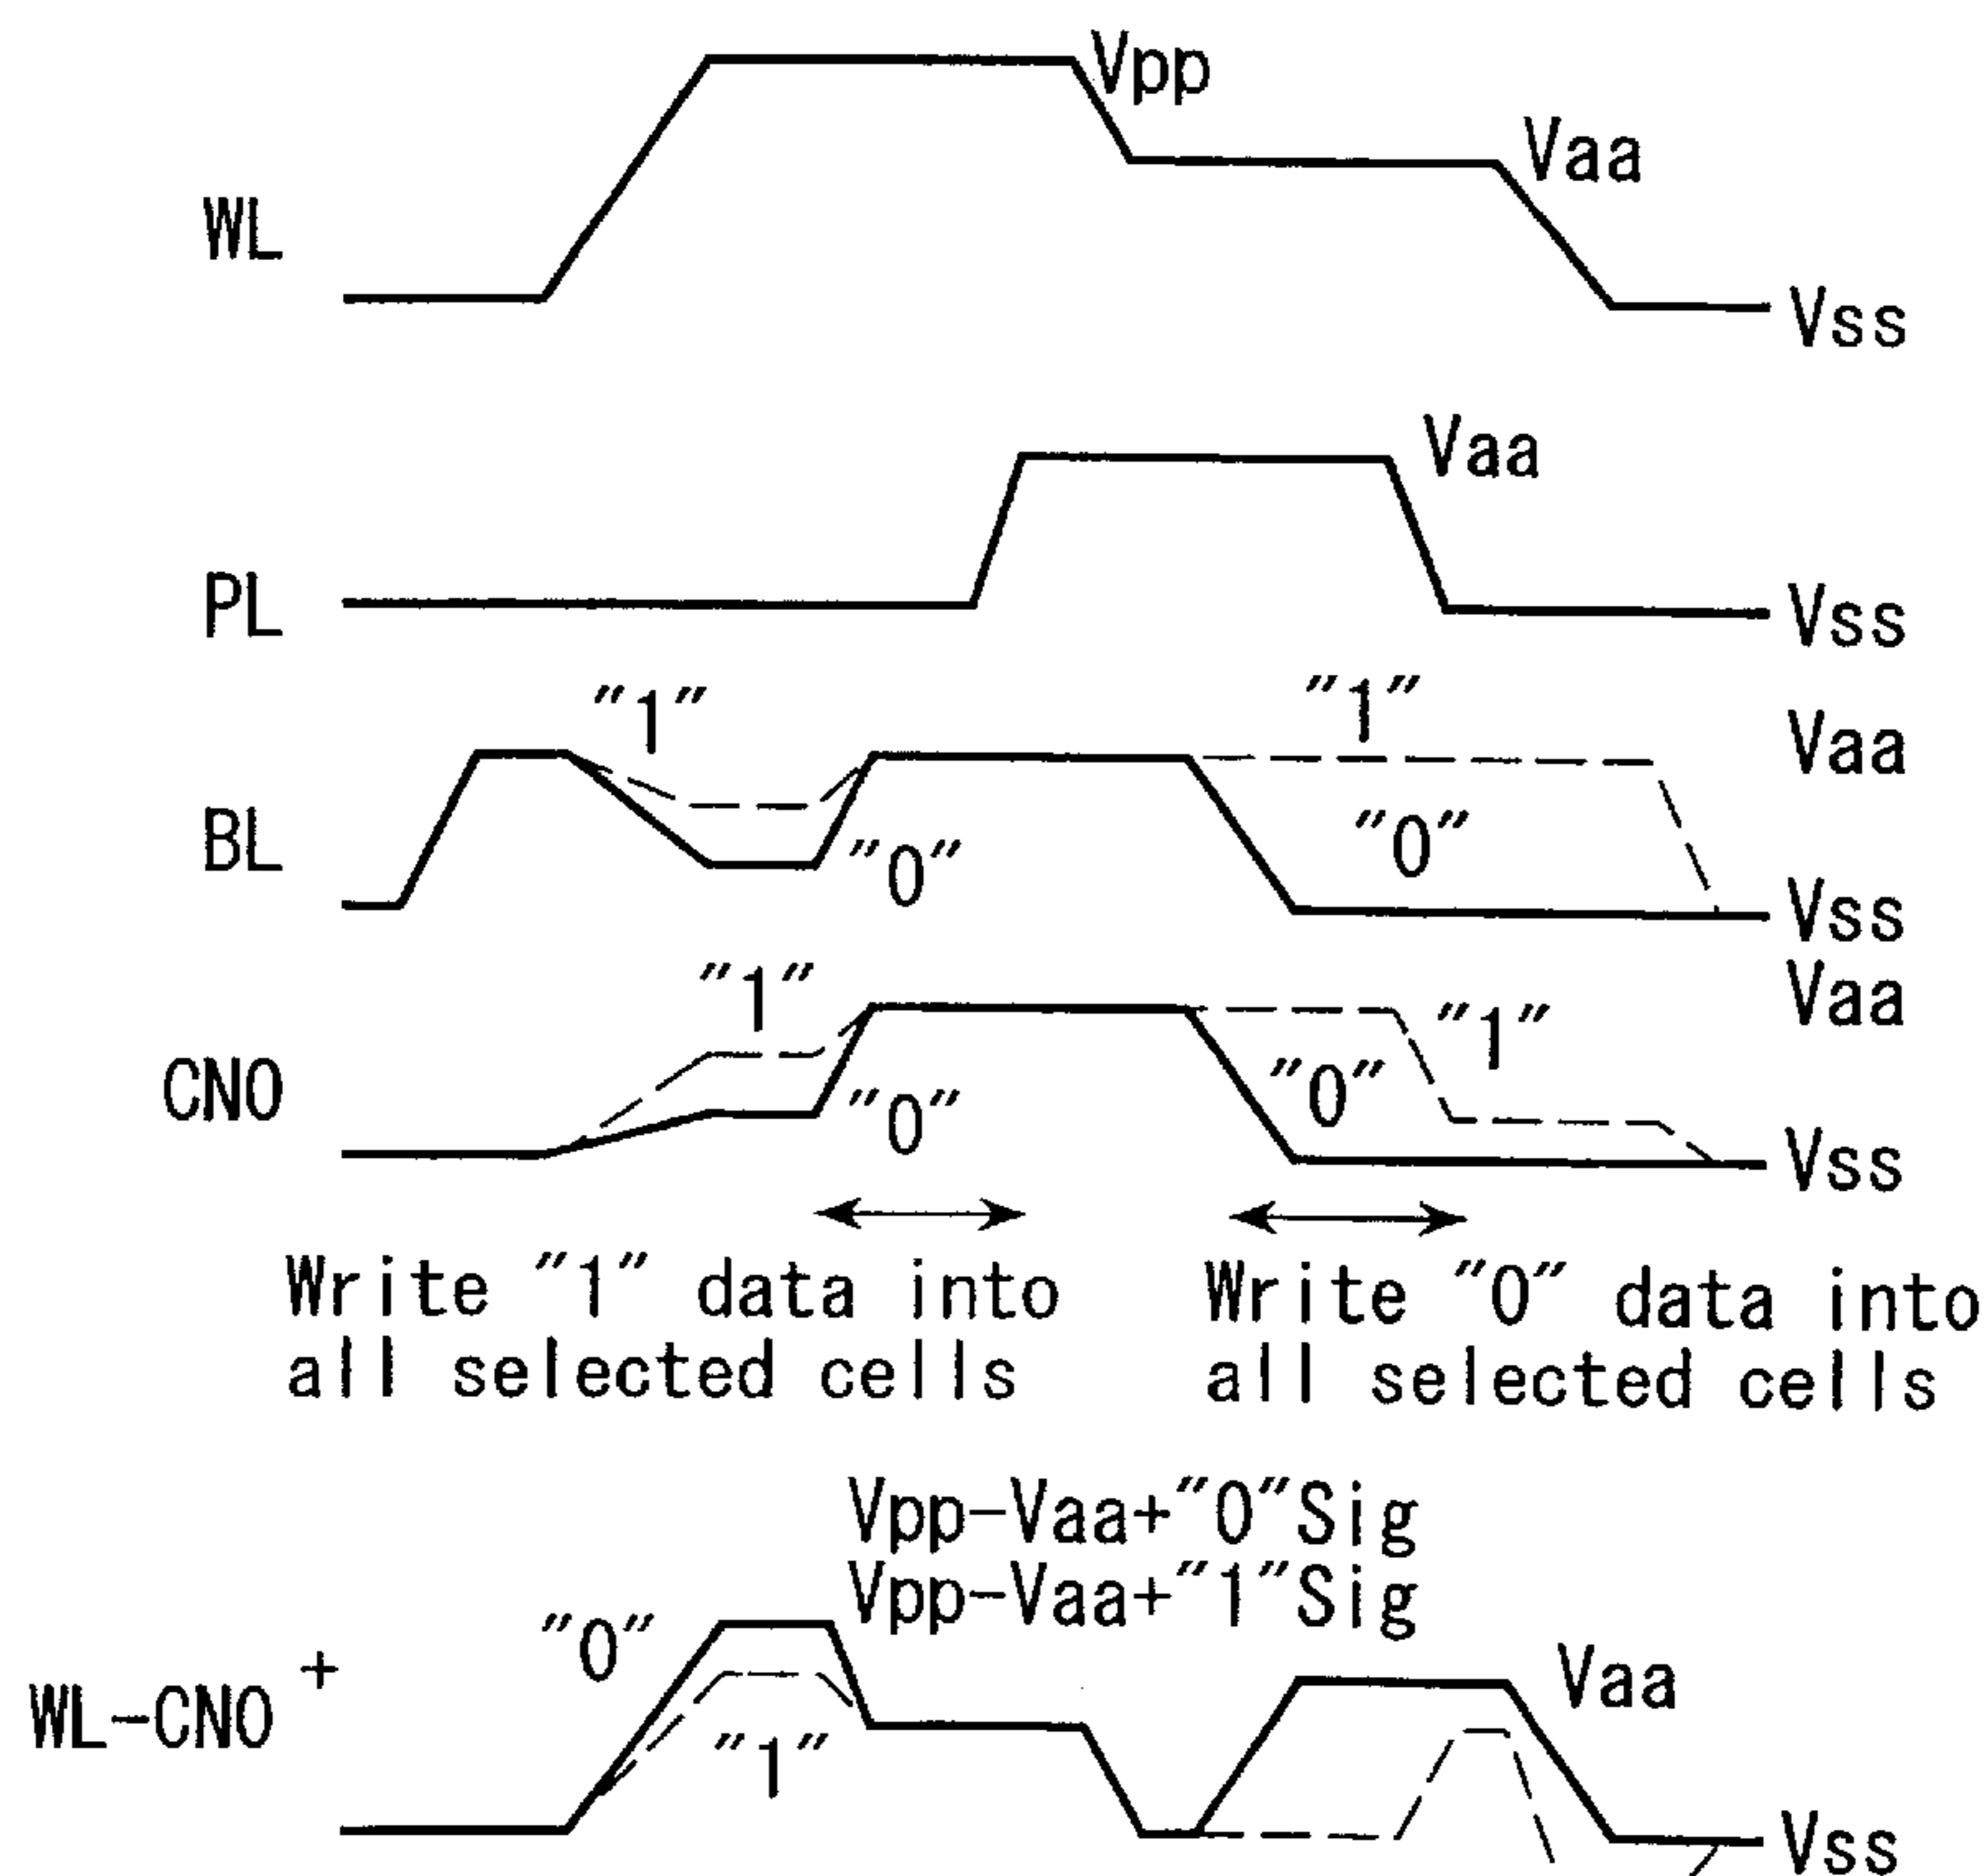 Vpp
Vaa
WL
Vss
Vaa
PL
Vss
"1"
"1"
Vaa
BL
"0"
"0"
Vss
"1"
Vaa
"1"
CNO
"0"
"0"
Vss
Write "1" data into
all selected cells
Write "0" data into
all selected cells
Vpp-Vaa+"0"Sig
Vpp-Vaa+"1"Sig
"0"
+
Vaa
WL-CNO
"1"
Vss